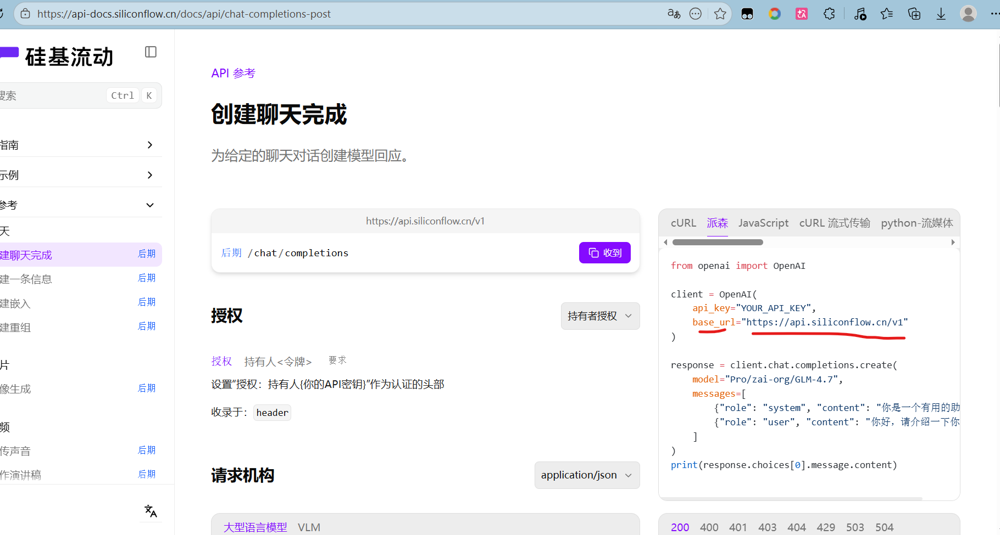 https://api-docs.siliconflow.cn/docs/api/chat-completions-post
硅基流动
搜索 Ctrl K
指南
示例
参考
天
建聊天完成 后期
建一条信息 后期
建嵌入 后期
建重组 后期
片
像生成 后期
频
传声音 后期
作演讲稿 后期
API 参考
创建聊天完成
为给定的聊天对话创建模型回应。
https://api.siliconflow.cn/v1
后期 /chat/completions 收到
授权 持有者授权
授权 持有人<令牌> 要求
设置“授权：持有人{你的API密钥}”作为认证的头部
收录于： header
请求机构 application/json
大型语言模型 VLM
cURL 派森 JavaScript cURL 流式传输 python-流媒体
from openai import OpenAI
client = OpenAI(
api_key="YOUR_API_KEY",
base_url="https://api.siliconflow.cn/v1"
)
response = client.chat.completions.create(
model="Pro/zai-org/GLM-4.7",
messages=[
{"role": "system", "content": "你是一个有用的助
{"role": "user", "content": "你好，请介绍一下你
]
)
print(response.choices[0].message.content)
200 400 401 403 404 429 503 504